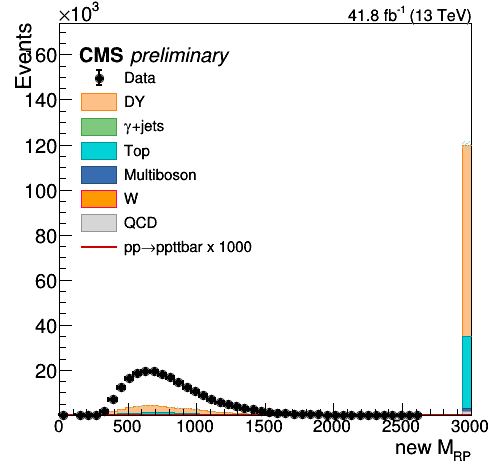 ×10³
41.8 fb⁻¹ (13 TeV)
Events
CMS preliminary
Data
DY
γ+jets
Top
Multiboson
W
QCD
pp→ppttbar x 1000
160
140
120
100
80
60
40
20
0 500 1000 1500 2000 2500 3000
new M_RP